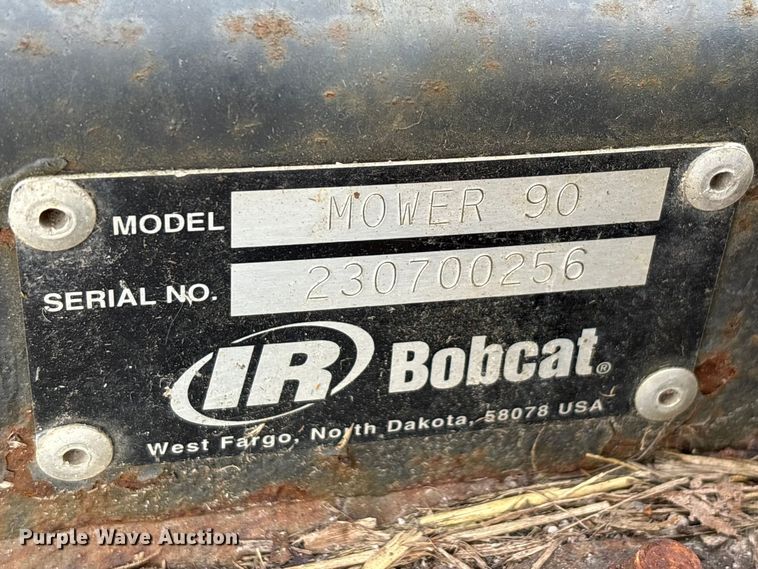 MODEL MOWER 90
SERIAL NO. 230700256
IR Bobcat®
West Fargo, North Dakota, 58078 USA
Purple Wave Auction